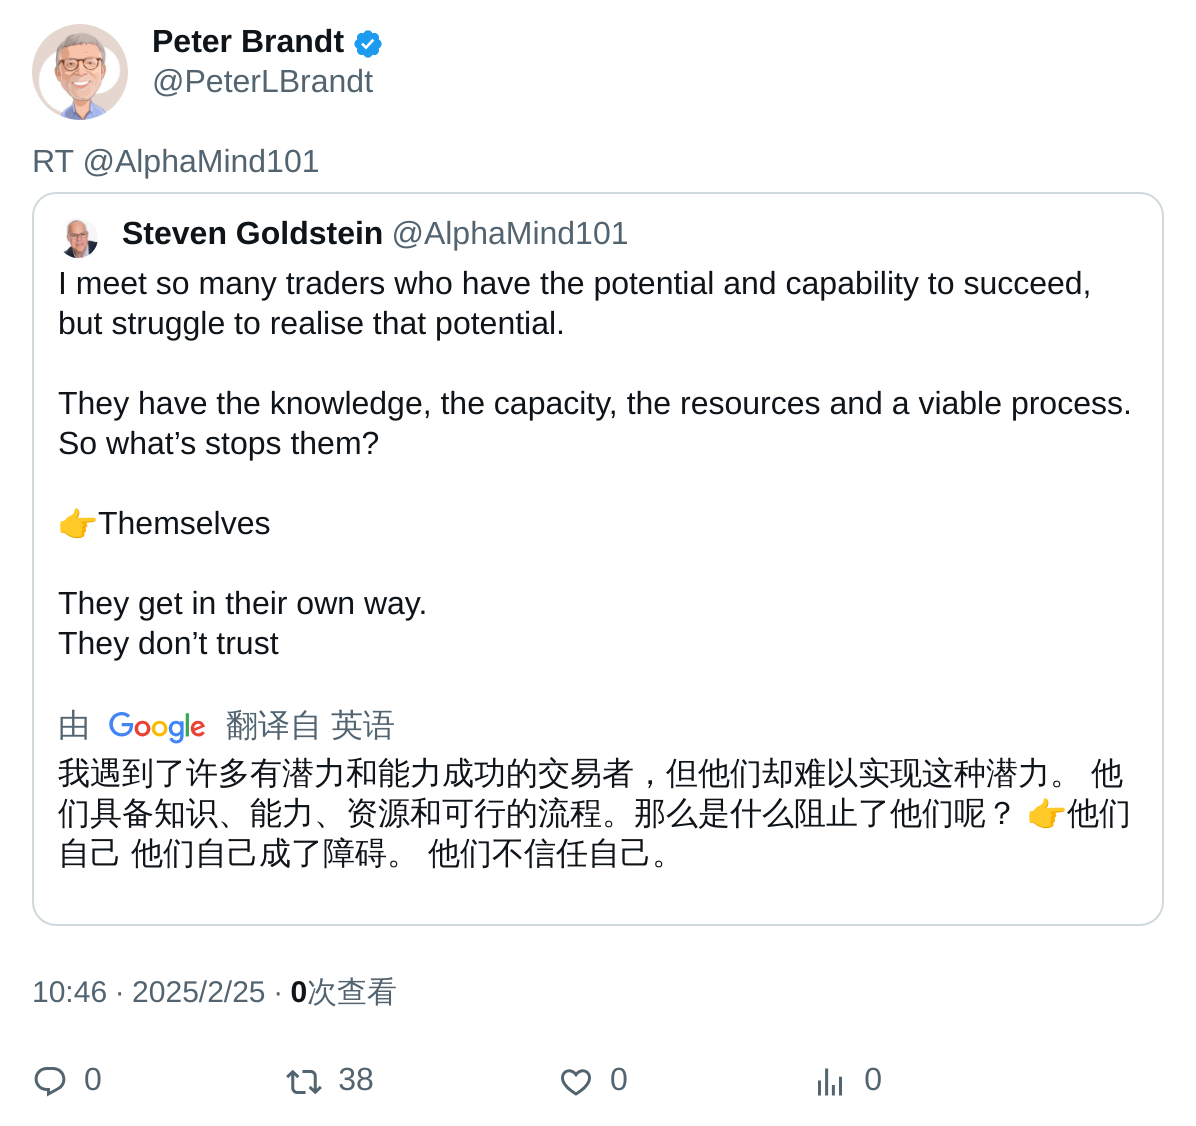 Peter Brandt
@PeterLBrandt
RT @AlphaMind101
Steven Goldstein @AlphaMind101
I meet so many traders who have the potential and capability to succeed,
but struggle to realise that potential.
They have the knowledge, the capacity, the resources and a viable process.
So what’s stops them?
👉Themselves
They get in their own way.
They don’t trust
由 Google 翻译自 英语
我遇到了许多有潜力和能力成功的交易者，但他们却难以实现这种潜力。 他
们具备知识、能力、资源和可行的流程。那么是什么阻止了他们呢？ 👉他们
自己 他们自己成了障碍。 他们不信任自己。
10:46 · 2025/2/25 · 0次查看
0 38 0 0